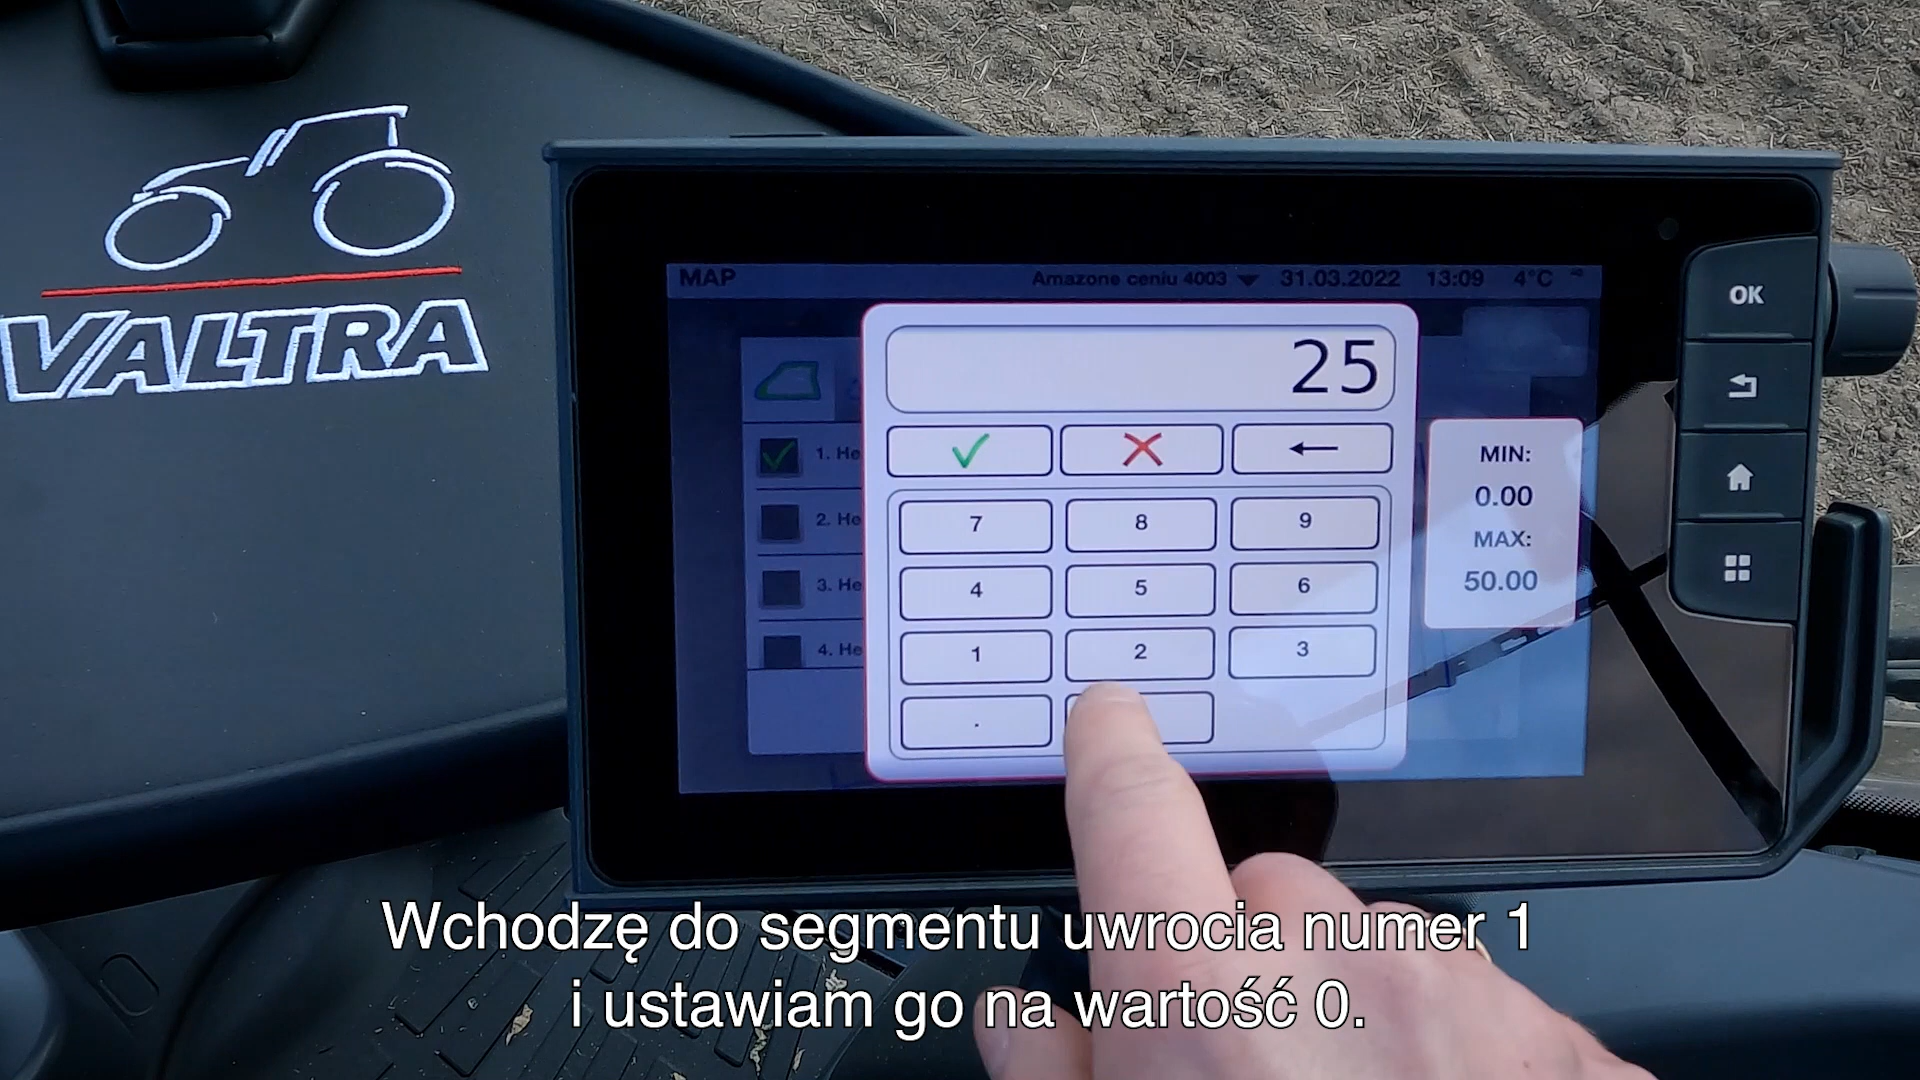 VALTRA
MAP
Amazone ceniu 4003
31.03.2022
13:09
4°C
25
1. He
2. He
3. He
4. He
7 8 9
4 5 6
1 2 3
.
MIN:
0.00
MAX:
50.00
OK
Wchodzę do segmentu uwrocia numer 1
i ustawiam go na wartość 0.